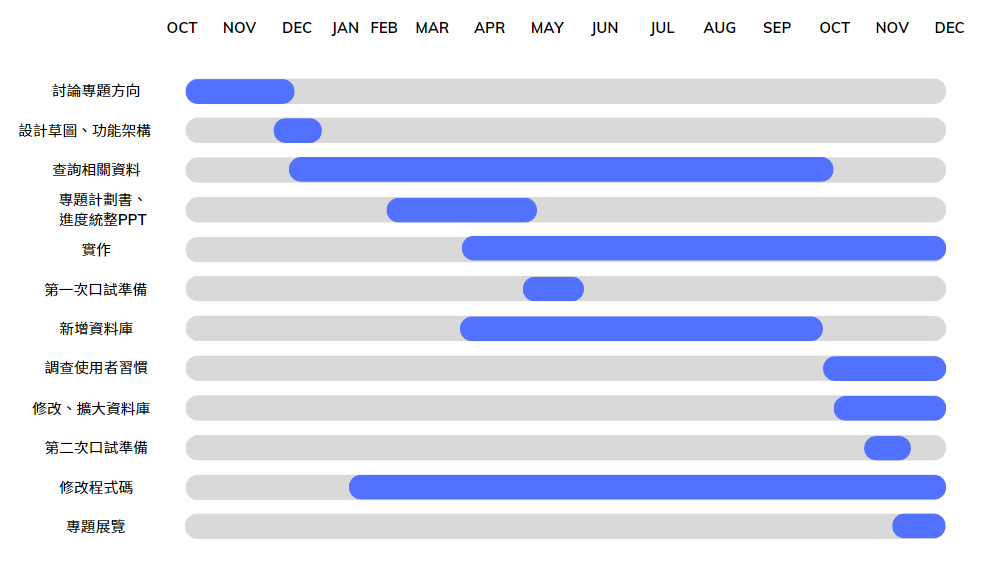 OCT NOV DEC JAN FEB MAR APR MAY JUN JUL AUG SEP OCT NOV DEC
討論專題方向
設計草圖、功能架構
查詢相關資料
專題計劃書、
進度統整PPT
實作
第一次口試準備
新增資料庫
調查使用者習慣
修改、擴大資料庫
第二次口試準備
修改程式碼
專題展覽